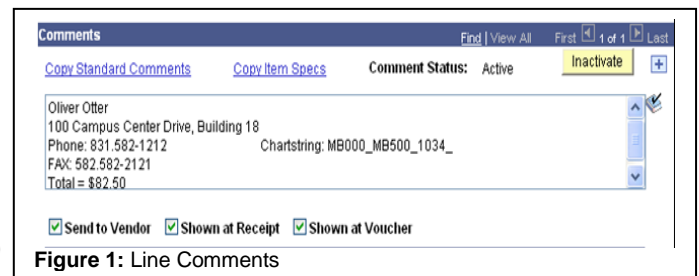 Comments Find | View All First 1 of 1 Last
Copy Standard Comments Copy Item Specs Comment Status: Active Inactivate
Oliver Otter
100 Campus Center Drive, Building 18
Phone: 831.582-1212 Chartstring: MB000_MB500_1034_
FAX: 582.582-2121
Total = $82.50
Send to Vendor Shown at Receipt Shown at Voucher
Figure 1: Line Comments